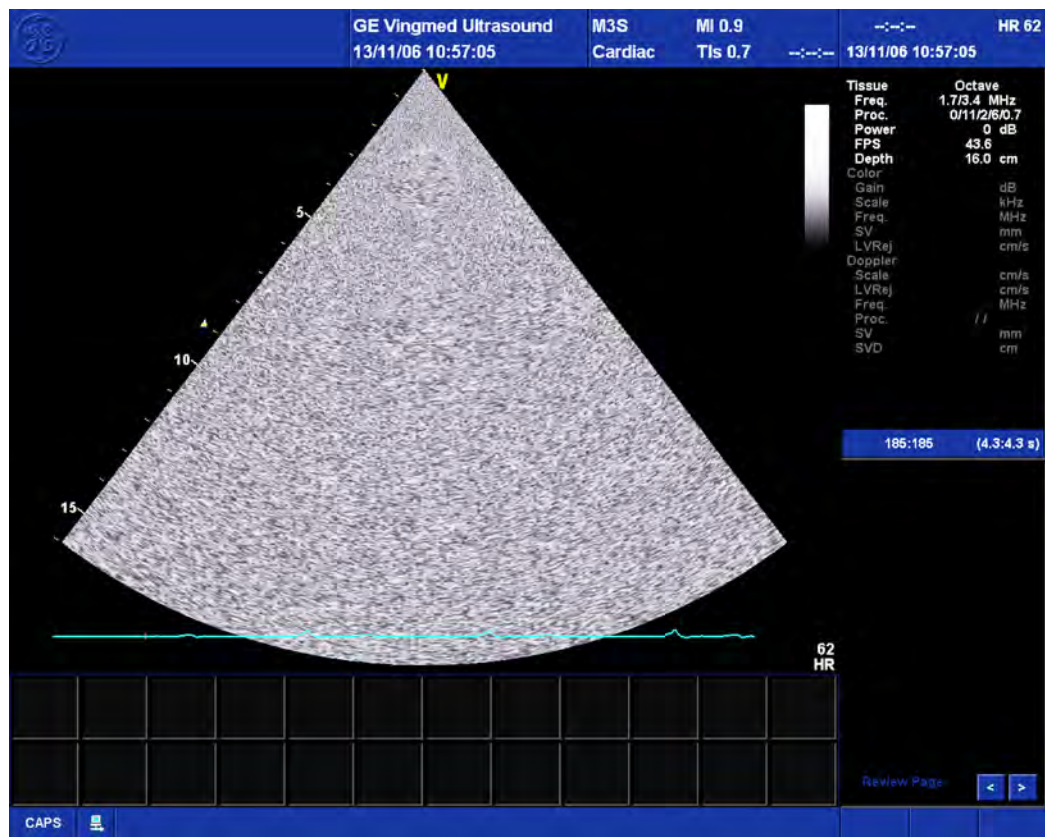 GE Vingmed Ultrasound M3S MI 0.9 --:--:-- HR 62
13/11/06 10:57:05 Cardiac TIs 0.7 --:--:-- 13/11/06 10:57:05
V
Tissue Octave
Freq. 1.7/3.4 MHz
Proc. 0/11/2/6/0.7
Power 0 dB
FPS 43.6
Depth 16.0 cm
Color
Gain dB
Scale kHz
Freq. MHz
SV mm
LVRej cm/s
Doppler
Scale cm/s
LVRej cm/s
Freq. MHz
Proc. / /
SV mm
SVD cm
5
10
15
185:185 (4.3:4.3 s)
62
HR
Review Page < >
CAPS